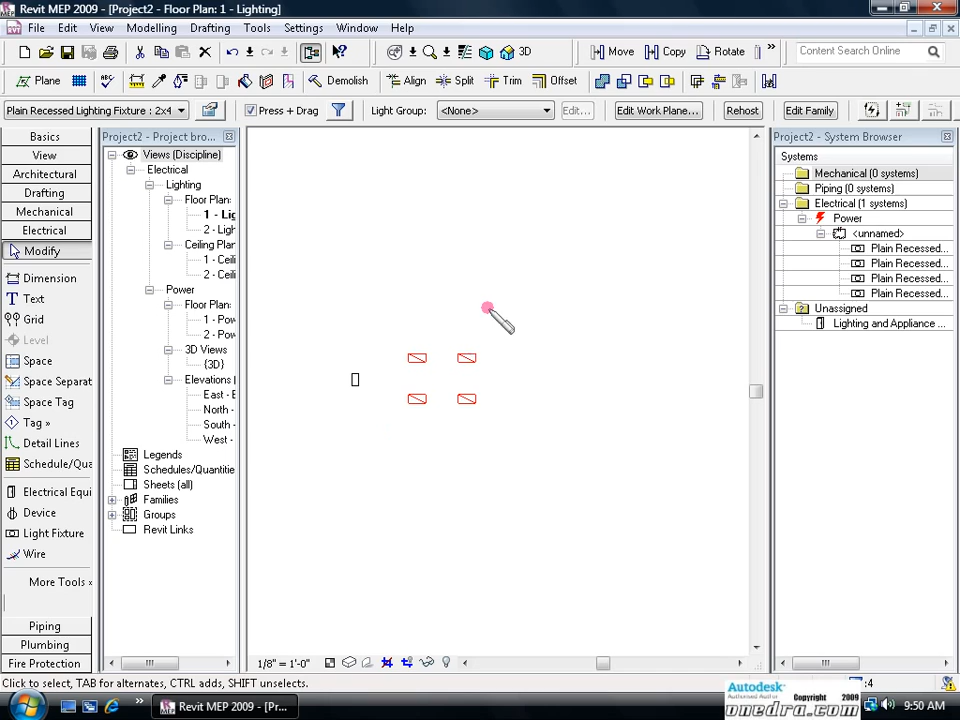 Revit MEP 2009 - [Project2 - Floor Plan: 1 - Lighting]
File Edit View Modelling Drafting Tools Settings Window Help
3D Move Copy Rotate Content Search Online
Plane Demolish Align Split Trim Offset
Plain Recessed Lighting Fixture : 2x4 Press + Drag Light Group: <None> Edit... Edit Work Plane... Rehost Edit Family
Basics
View
Architectural
Drafting
Mechanical
Electrical
Modify
Dimension
Text
Grid
Level
Space
Space Separat
Space Tag
Tag »
Detail Lines
Schedule/Qua
Electrical Equi
Device
Light Fixture
Wire
More Tools »
Piping
Plumbing
Fire Protection
Project2 - Project bro...
Views (Discipline)
Electrical
Lighting
Floor Plan:
1 - Lig
2 - Ligh
Ceiling Plan
1 - Ceili
2 - Ceili
Power
Floor Plan:
1 - Pow
2 - Pow
3D Views
{3D}
Elevations (
East - E
North -
South -
West -
Legends
Schedules/Quantitie
Sheets (all)
Families
Groups
Revit Links
1/8" = 1'-0"
Project2 - System Browser
Systems
Mechanical (0 systems)
Piping (0 systems)
Electrical (1 systems)
Power
<unnamed>
Plain Recessed...
Plain Recessed...
Plain Recessed...
Plain Recessed...
Unassigned
Lighting and Appliance ...
Click to select, TAB for alternates, CTRL adds, SHIFT unselects.
:4
Revit MEP 2009 - [Pr...
Autodesk
Authorised Author
Copyright 2009
onedra.com
9:50 AM